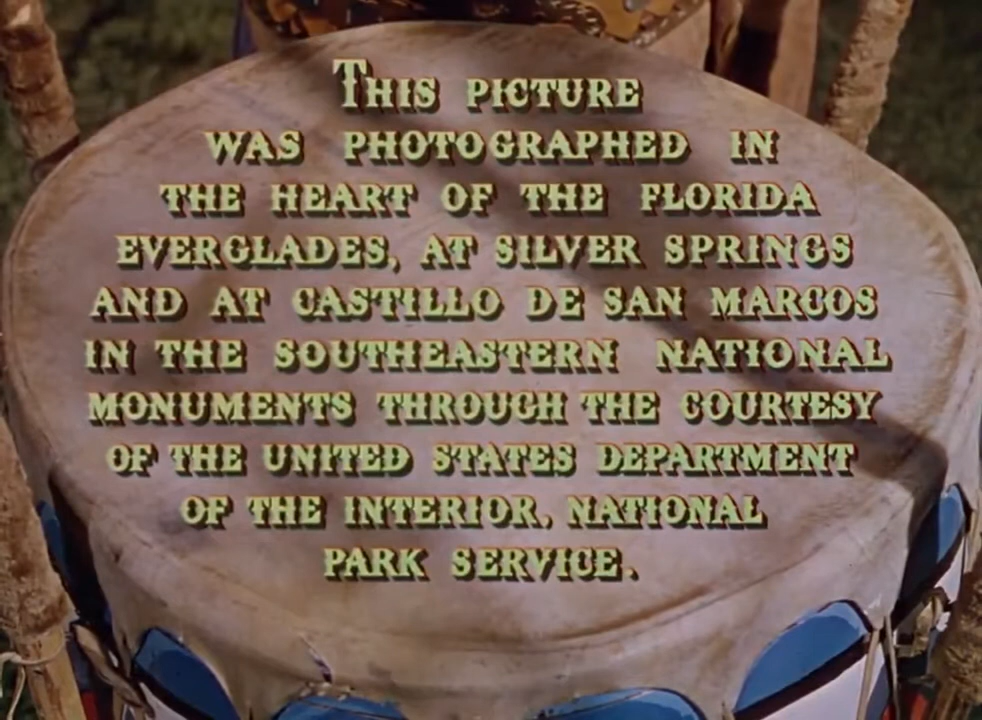 THIS PICTURE
WAS PHOTOGRAPHED IN
THE HEART OF THE FLORIDA
EVERGLADES, AT SILVER SPRINGS
AND AT CASTILLO DE SAN MARCOS
IN THE SOUTHEASTERN NATIONAL
MONUMENTS THROUGH THE COURTESY
OF THE UNITED STATES DEPARTMENT
OF THE INTERIOR, NATIONAL
PARK SERVICE.